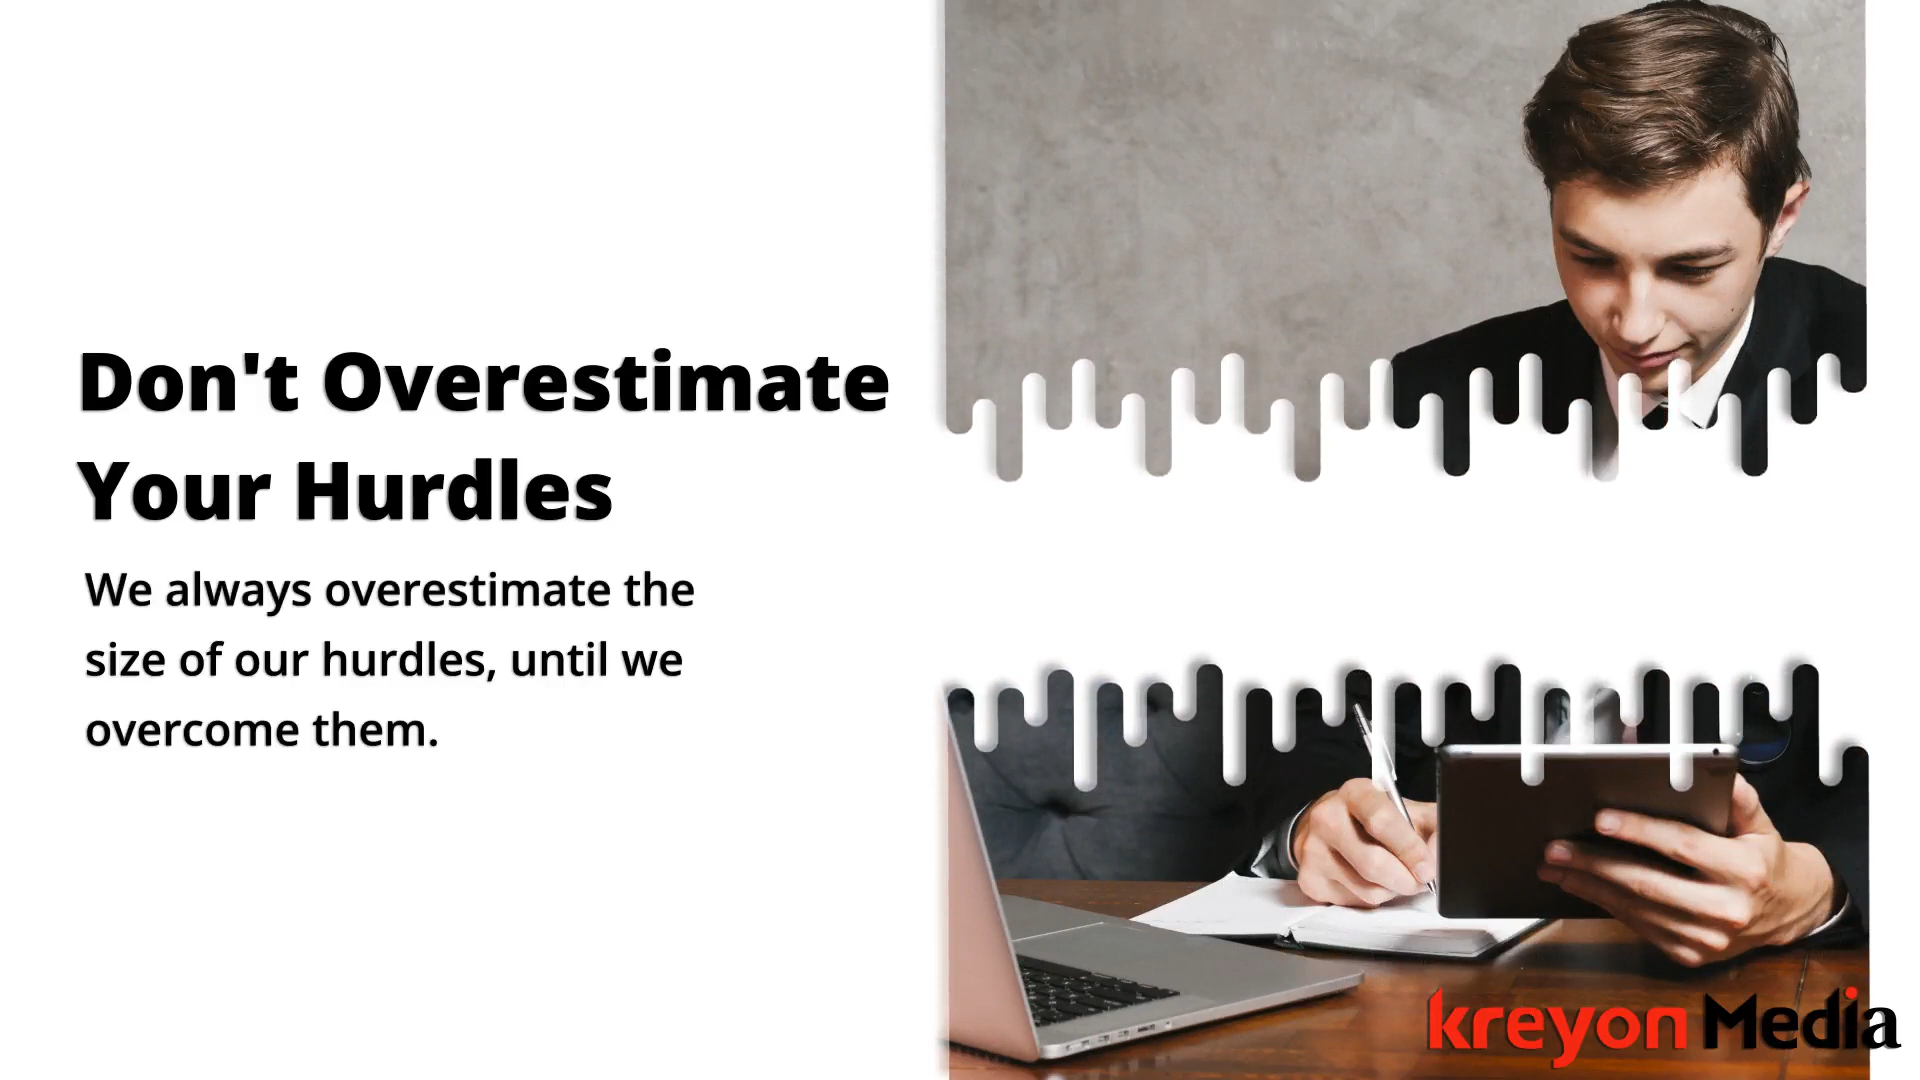 Don't Overestimate
Your Hurdles
We always overestimate the
size of our hurdles, until we
overcome them.
kreyon Media